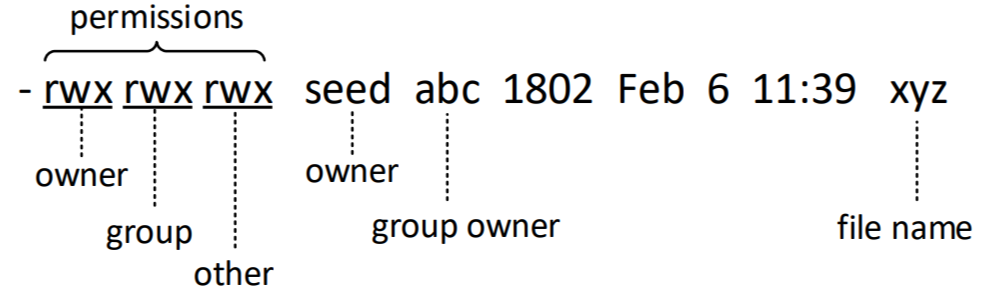 permissions
- rwx rwx rwx seed abc 1802 Feb 6 11:39 xyz
owner owner
group group owner file name
other